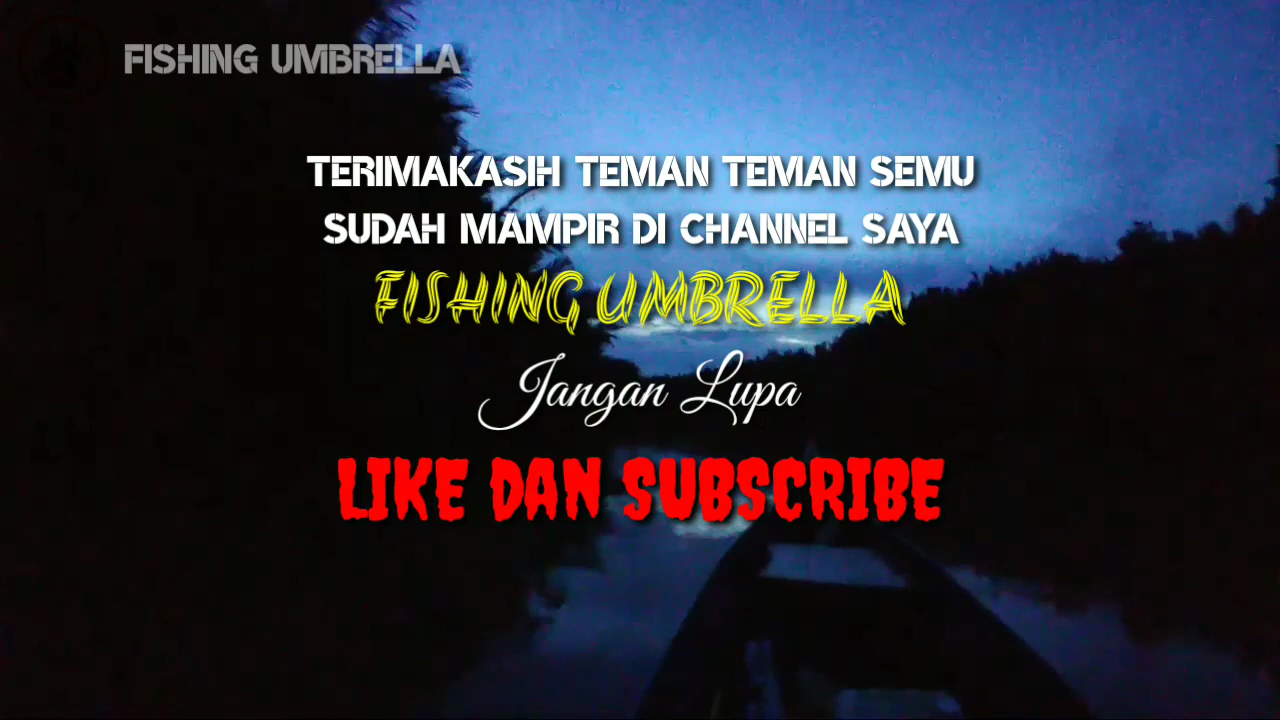 FISHING UMBRELLA
TERIMAKASIH TEMAN TEMAN SEMU
SUDAH MAMPIR DI CHANNEL SAYA
FISHING UMBRELLA
Jangan Lupa
LIKE DAN SUBSCRIBE